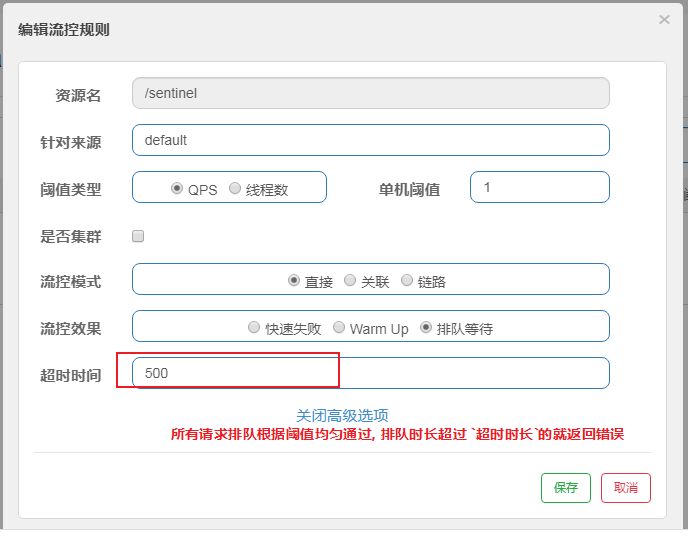 编辑流控规则 ×
资源名 /sentinel
针对来源 default
阈值类型 QPS 线程数 单机阈值 1
是否集群
流控模式 直接 关联 链路
流控效果 快速失败 Warm Up 排队等待
超时时间 500
关闭高级选项
所有请求排队根据阈值均匀通过, 排队时长超过 `超时时长`的就返回错误
保存 取消